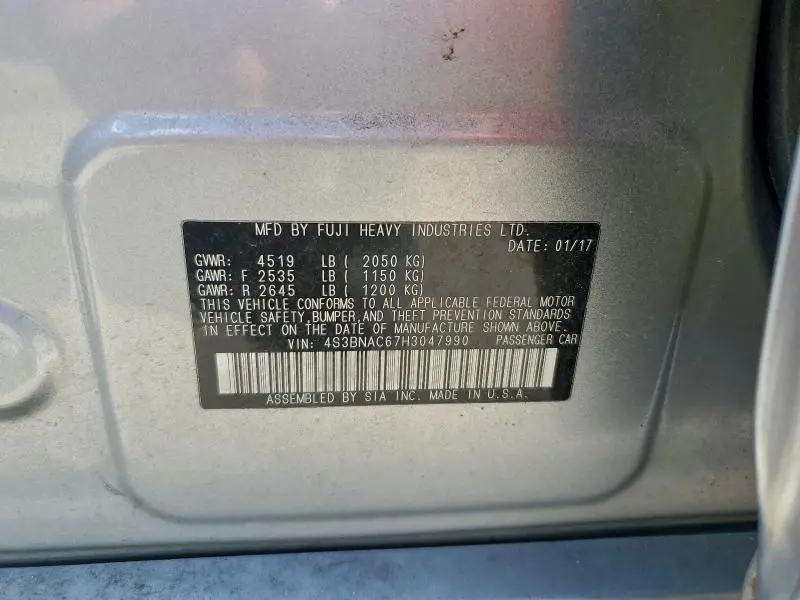 MFD BY FUJI HEAVY INDUSTRIES LTD.
DATE: 01/17
GVWR: 4519 LB ( 2050 KG)
GAWR: F 2535 LB ( 1150 KG)
GAWR: R 2645 LB ( 1200 KG)
THIS VEHICLE CONFORMS TO ALL APPLICABLE FEDERAL MOTOR
VEHICLE SAFETY, BUMPER, AND THEFT PREVENTION STANDARDS
IN EFFECT ON THE DATE OF MANUFACTURE SHOWN ABOVE.
VIN: 4S3BNAC67H3047990 PASSENGER CAR
ASSEMBLED BY SIA INC. MADE IN U.S.A.